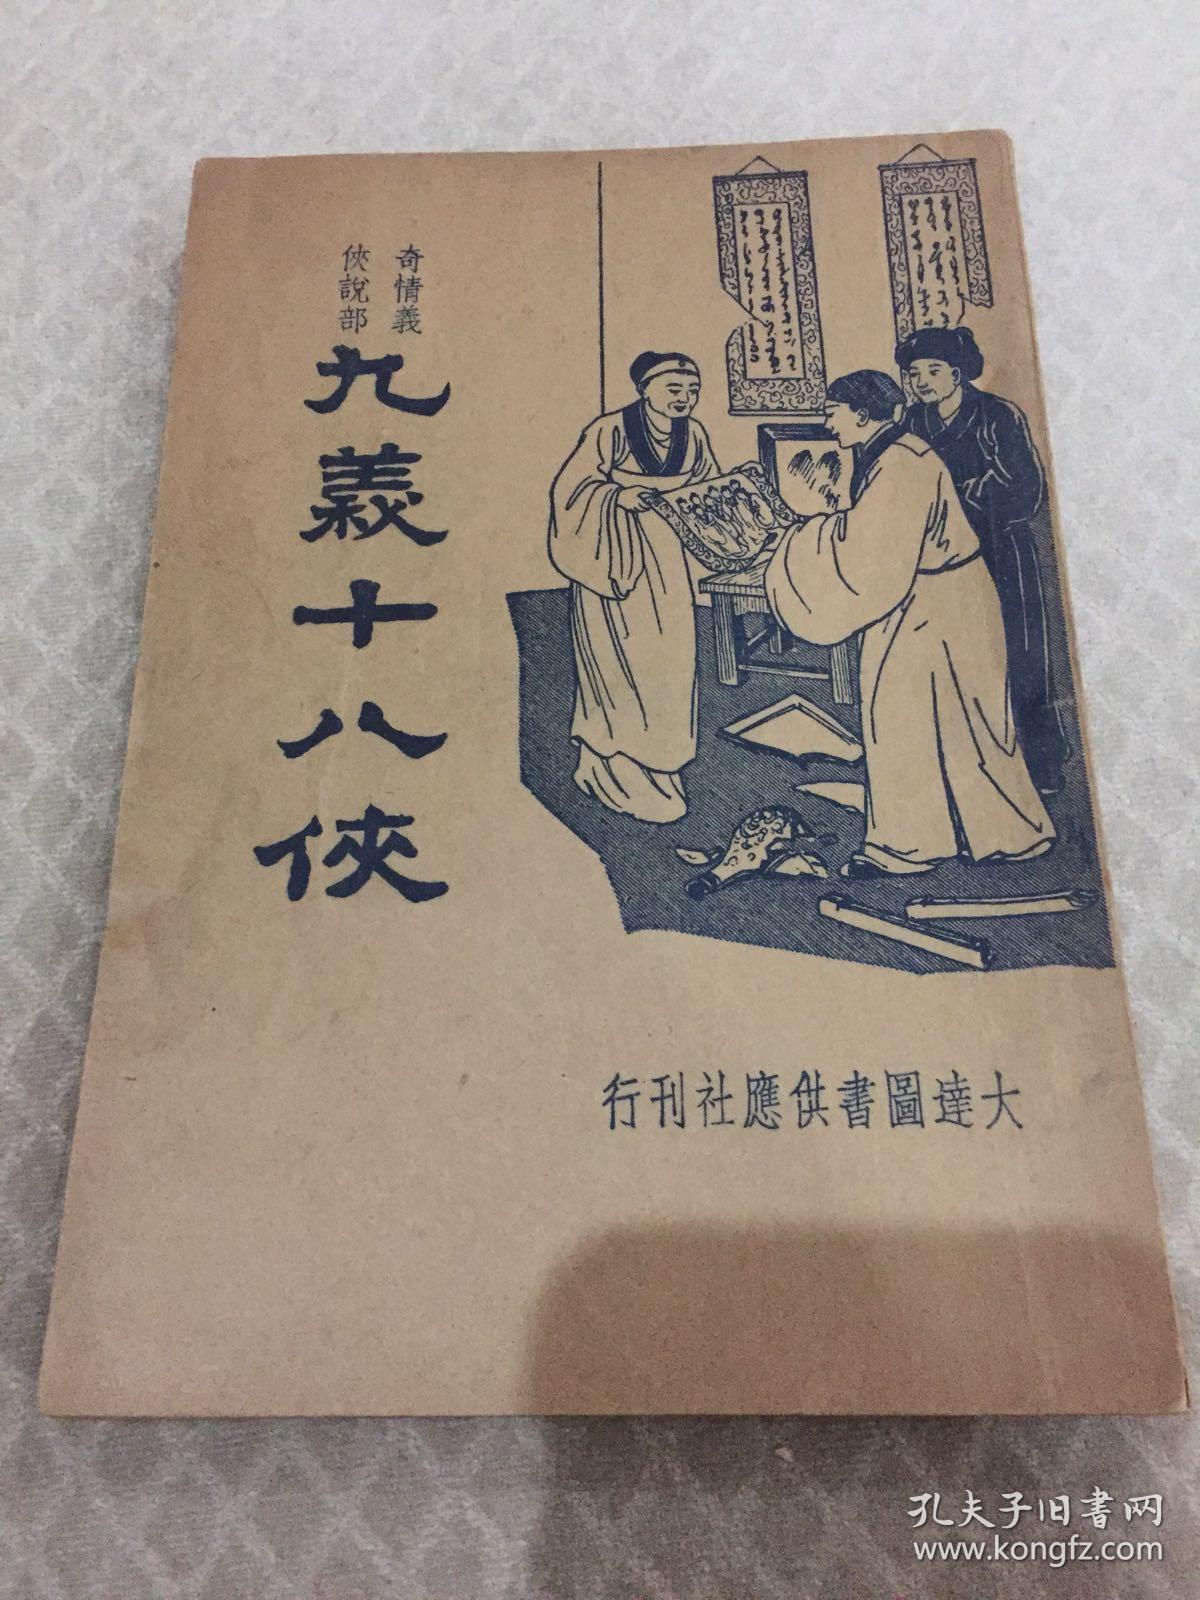 奇情義
俠說部
九義十八俠
大達圖書供應社刊行
孔夫子旧书网
www.kongfz.com